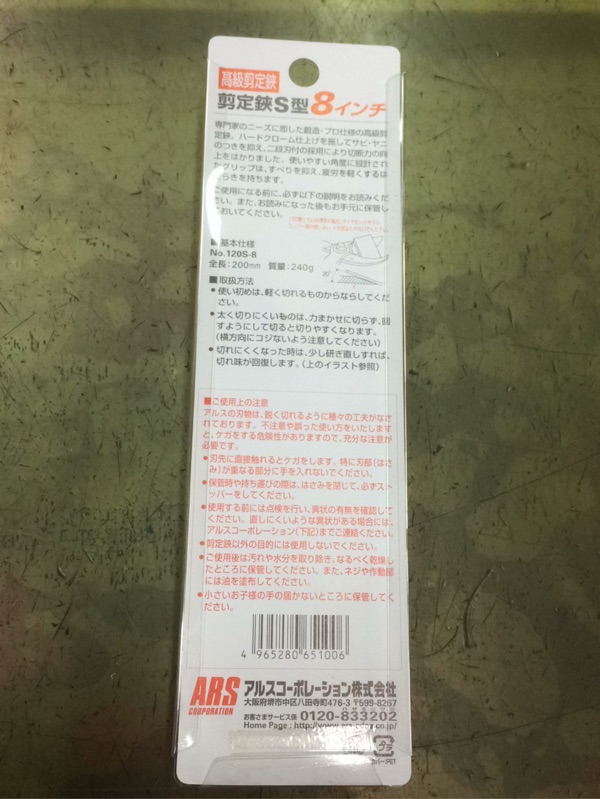 高級剪定鋏
剪定鋏S型 8インチ
専門家のニーズに即した鍛造・プロ仕様の高級剪
定鋏。ハードクローム仕上げを施してサビ・ヤニ
のつきを抑え、二段刃付の採用により切断力の向
上をはかりました。使いやすい角度に設計され
たグリップは、すべりを抑え、疲労を軽くするは
たらきを持ちます。
ご使用になる前に、必ず以下の説明をお読みくだ
さい。また、お読みになった後もお手元に保管し
ておいてください。
■基本仕様
No.120S-8
全長：200mm 質量：240g
20°
■取扱方法
● 使い初めは、軽く切れるものからならしてくだ
さい。
● 太く切りにくいものは、力まかせに切らず、回
すようにして切ると切りやすくなります。
（横方向にコジないよう注意してください）
● 切れにくくなった時は、少し研ぎ直しすれば、
切れ味が回復します。（上のイラスト参照）
■ご使用上の注意
アルスの刃物は、鋭く切れるように種々の工夫がなさ
れております。不注意や誤った使い方をいたします
と、ケガをする危険性がありますので、充分な注意が
必要です。
● 刃先に直接触れるとケガをします。特に刃部（はさ
み）が重なる部分に手を入れないでください。
● 保管時や持ち運びの際は、はさみを閉じて、必ずスト
ッパーをしてください。
● 使用する前には点検を行い、異状の有無を確認して
ください。直しにくいような異状がある場合には、
アルスコーポレーション（下記）までご連絡ください。
● 剪定鋏以外の目的には使用しないでください。
● ご使用後は汚れや水分を取り除き、なるべく乾燥し
たところに保管してください。また、ネジや作動部
には油を塗布してください。
● 小さいお子様の手の届かないところに保管してく
ださい。
4 965280 651006
ARS
CORPORATION
アルスコーポレーション株式会社
大阪府堺市中区八田寺町476-3 〒599-8267
お客さまサービス係 0120-833202
Home Page : http://www.ars-edge.co.jp/
プラ
カバー:PET